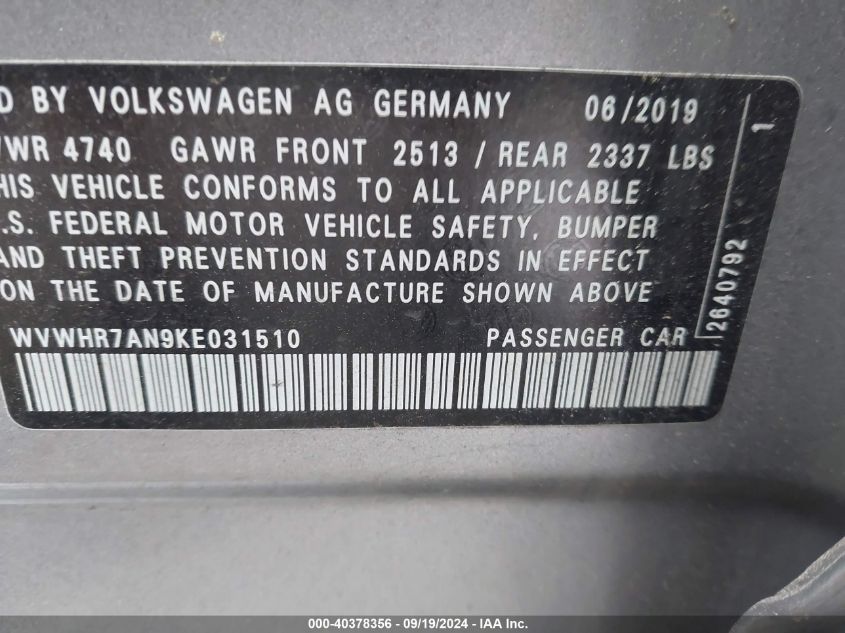 D BY VOLKSWAGEN AG GERMANY 06/2019
WR 4740 GAWR FRONT 2513 / REAR 2337 LBS
HIS VEHICLE CONFORMS TO ALL APPLICABLE
.S. FEDERAL MOTOR VEHICLE SAFETY, BUMPER
AND THEFT PREVENTION STANDARDS IN EFFECT
ON THE DATE OF MANUFACTURE SHOWN ABOVE
WVWHR7AN9KE031510 PASSENGER CAR
2640792 1
000-40378356 - 09/19/2024 - IAA Inc.